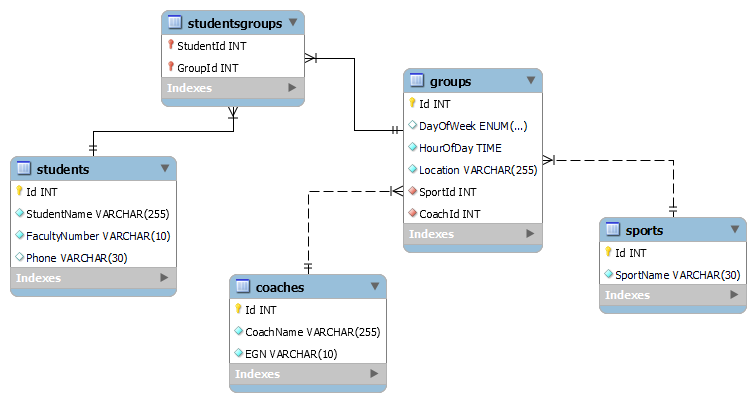 studentsgroups
StudentId INT
GroupId INT
Indexes
groups
Id INT
DayOfWeek ENUM(...)
HourOfDay TIME
Location VARCHAR(255)
SportId INT
CoachId INT
Indexes
students
Id INT
StudentName VARCHAR(255)
FacultyNumber VARCHAR(10)
Phone VARCHAR(30)
Indexes
sports
Id INT
SportName VARCHAR(30)
Indexes
coaches
Id INT
CoachName VARCHAR(255)
EGN VARCHAR(10)
Indexes